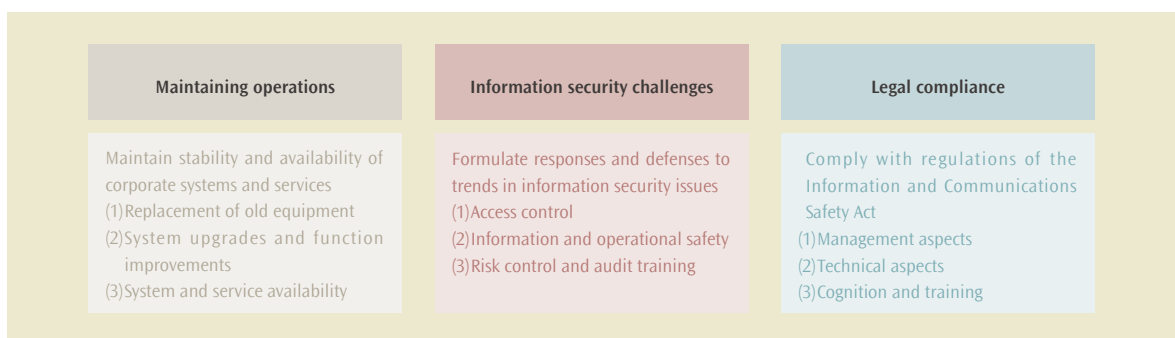 Maintaining operations
Maintain stability and availability of
corporate systems and services
(1)Replacement of old equipment
(2)System upgrades and function
improvements
(3)System and service availability
Information security challenges
Formulate responses and defenses to
trends in information security issues
(1)Access control
(2)Information and operational safety
(3)Risk control and audit training
Legal compliance
Comply with regulations of the
Information and Communications
Safety Act
(1)Management aspects
(2)Technical aspects
(3)Cognition and training